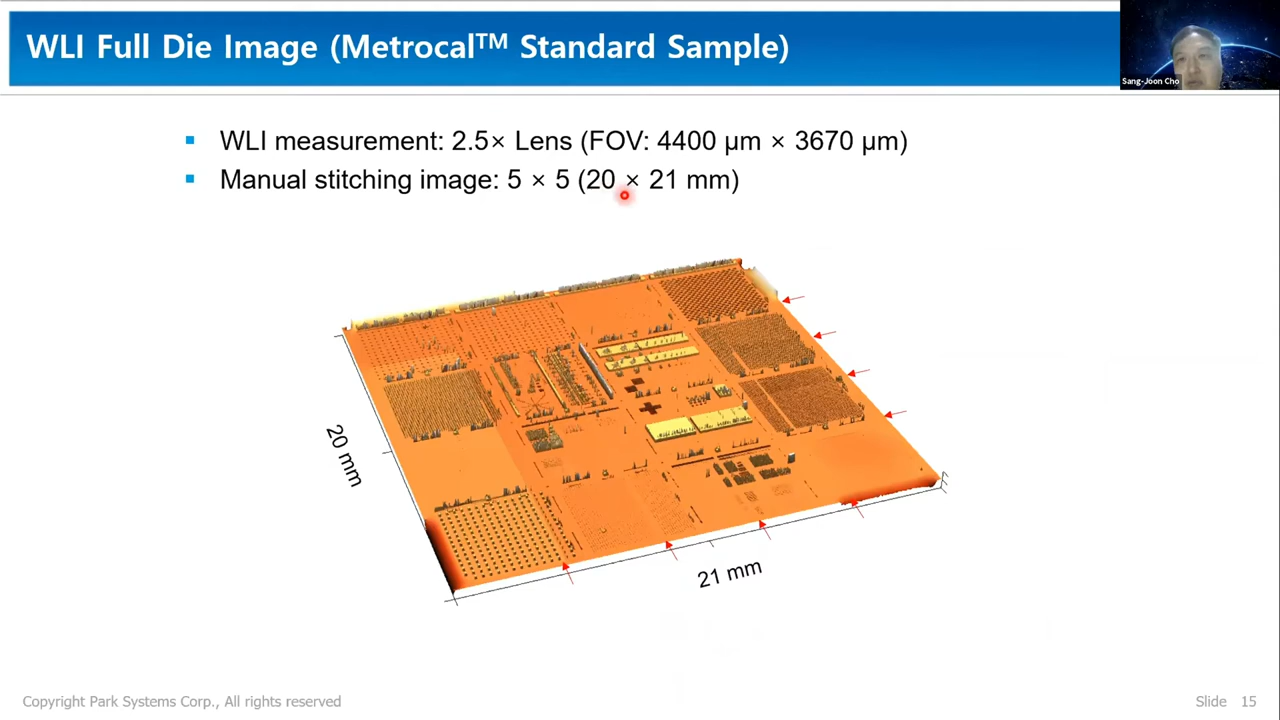 WLI Full Die Image (Metrocal™ Standard Sample)
Sang-Joon Cho
WLI measurement: 2.5× Lens (FOV: 4400 µm × 3670 µm)
Manual stitching image: 5 × 5 (20 × 21 mm)
20 mm
21 mm
Copyright Park Systems Corp., All rights reserved
Slide 15